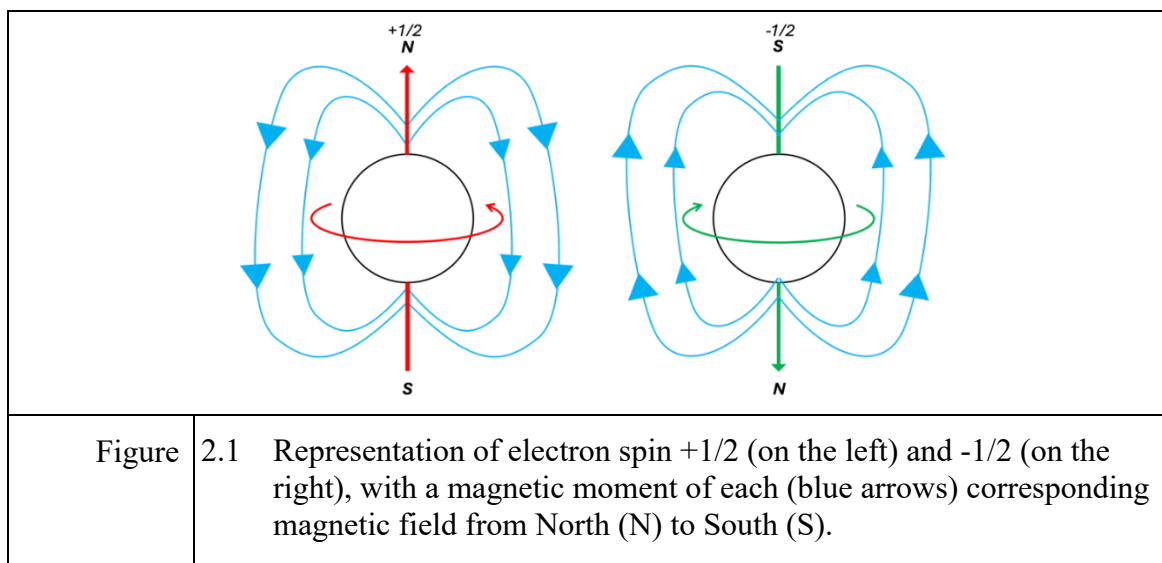 +1/2
N
-1/2
S
S
N
Figure 2.1 Representation of electron spin +1/2 (on the left) and -1/2 (on the
right), with a magnetic moment of each (blue arrows) corresponding
magnetic field from North (N) to South (S).